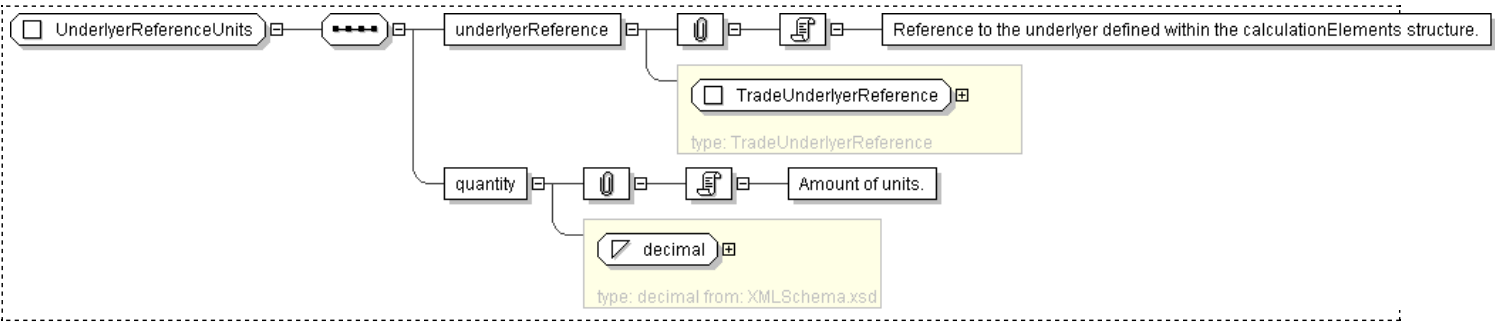 UnderlyerReferenceUnits
underlyerReference
Reference to the underlyer defined within the calculationElements structure.
TradeUnderlyerReference
type: TradeUnderlyerReference
quantity
Amount of units.
decimal
type: decimal from: XMLSchema.xsd